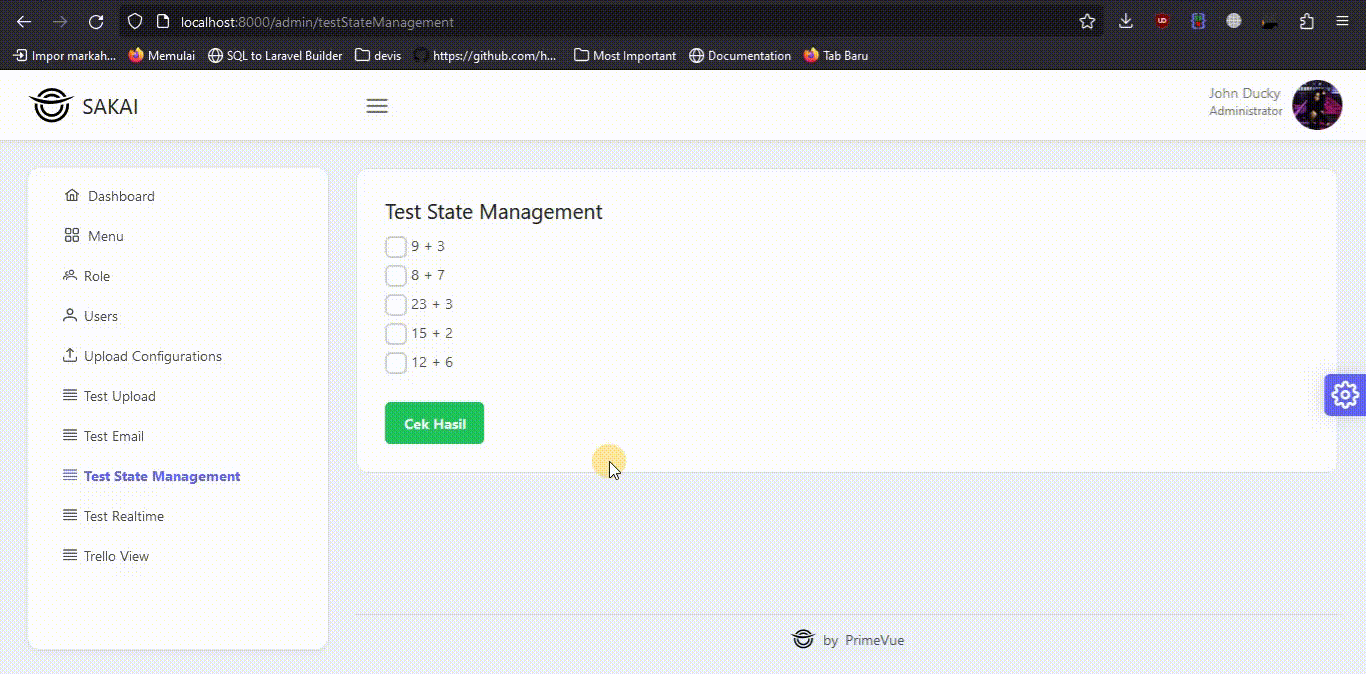 localhost:8000/admin/testStateManagement
Impor markah... Memulai SQL to Laravel Builder devis https://github.com/h... Most Important Documentation Tab Baru
SAKAI
John Ducky
Administrator
Dashboard
Menu
Role
Users
Upload Configurations
Test Upload
Test Email
Test State Management
Test Realtime
Trello View
Test State Management
9 + 3
8 + 7
23 + 3
15 + 2
12 + 6
Cek Hasil
by PrimeVue